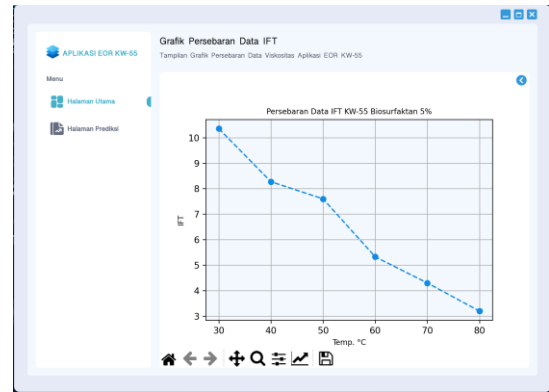 APLIKASI EOR KW-55
Menu
Halaman Utama
Halaman Prediksi
Grafik Persebaran Data IFT
Tampilan Grafik Persebaran Data Viskositas Aplikasi EOR KW-55
Persebaran Data IFT KW-55 Biosurfaktan 5%
IFT
10
9
8
7
6
5
4
3
30 40 50 60 70 80
Temp. °C